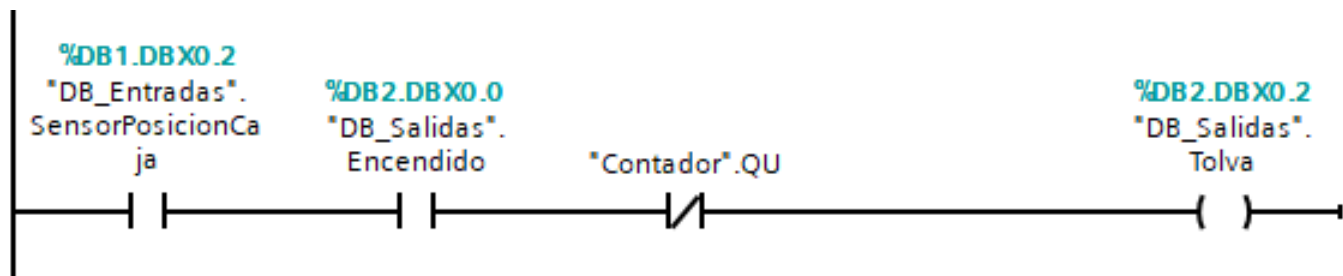 %DB1.DBX0.2
"DB_Entradas".
SensorPosicionCa
ja
%DB2.DBX0.0
"DB_Salidas".
Encendido
"Contador".QU
%DB2.DBX0.2
"DB_Salidas".
Tolva